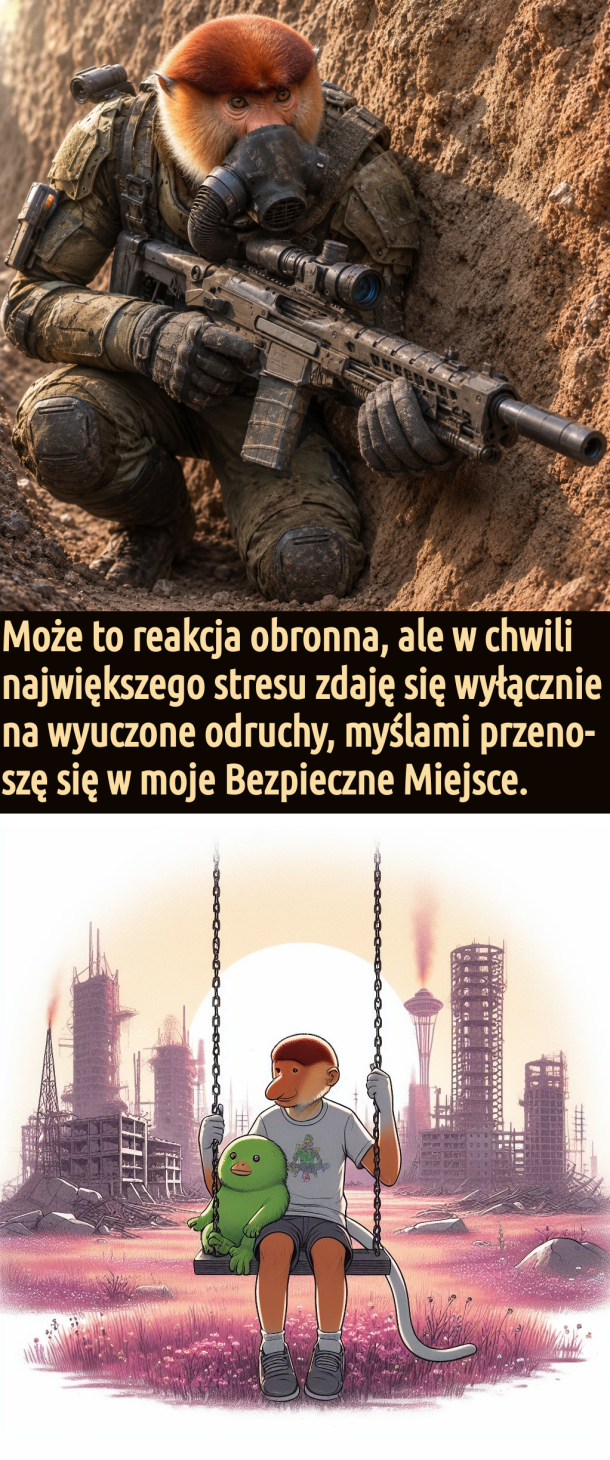 Może to reakcja obronna, ale w chwili
największego stresu zdaję się wyłącznie
na wyuczone odruchy, myślami przeno-
szę się w moje Bezpieczne Miejsce.